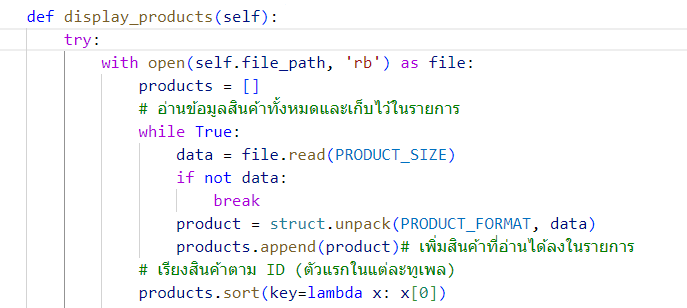 def display_products(self):
try:
with open(self.file_path, 'rb') as file:
products = []
# อ่านข้อมูลสินค้าทั้งหมดและเก็บไว้ในรายการ
while True:
data = file.read(PRODUCT_SIZE)
if not data:
break
product = struct.unpack(PRODUCT_FORMAT, data)
products.append(product)# เพิ่มสินค้าที่อ่านได้ลงในรายการ
# เรียงสินค้าตาม ID (ตัวแรกในแต่ละทูเพล)
products.sort(key=lambda x: x[0])